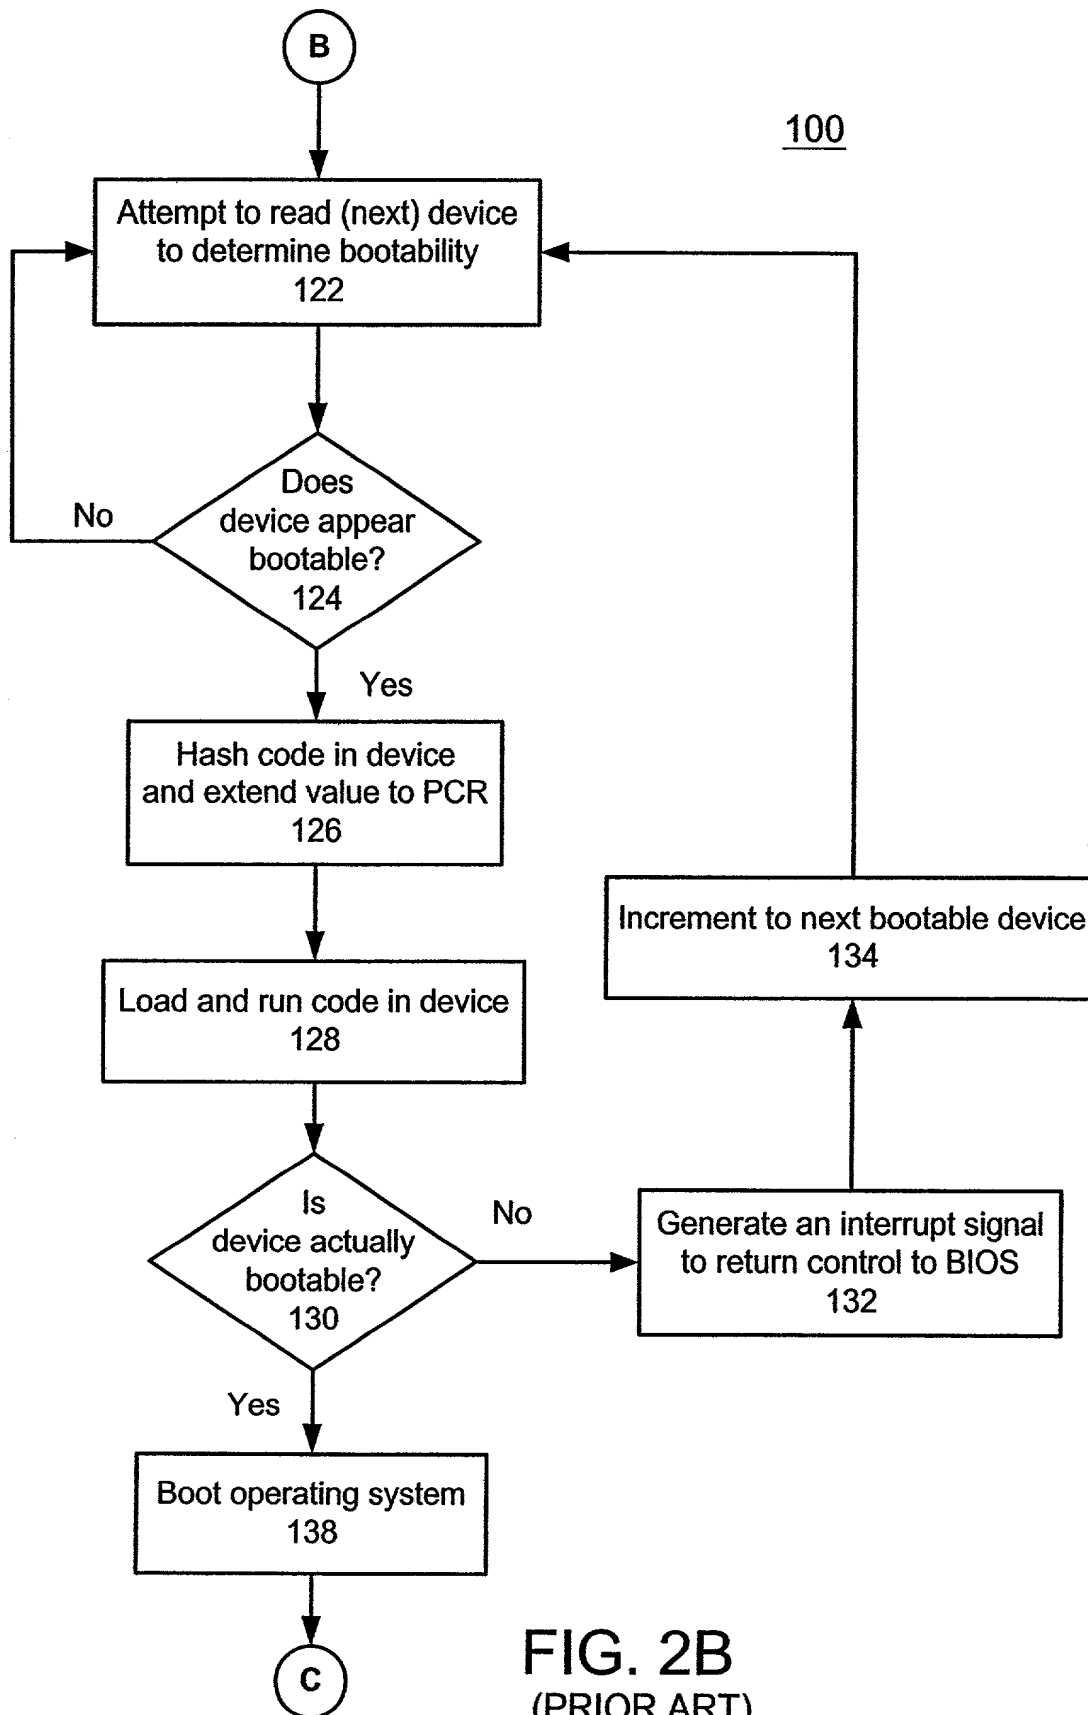 B
100
Attempt to read (next) device
to determine bootability
122
Does
device appear
bootable?
124
No
Yes
Hash code in device
and extend value to PCR
126
Increment to next bootable device
134
Load and run code in device
128
Is
device actually
bootable?
130
No
Generate an interrupt signal
to return control to BIOS
132
Yes
Boot operating system
138
C
FIG. 2B
(PRIOR ART)